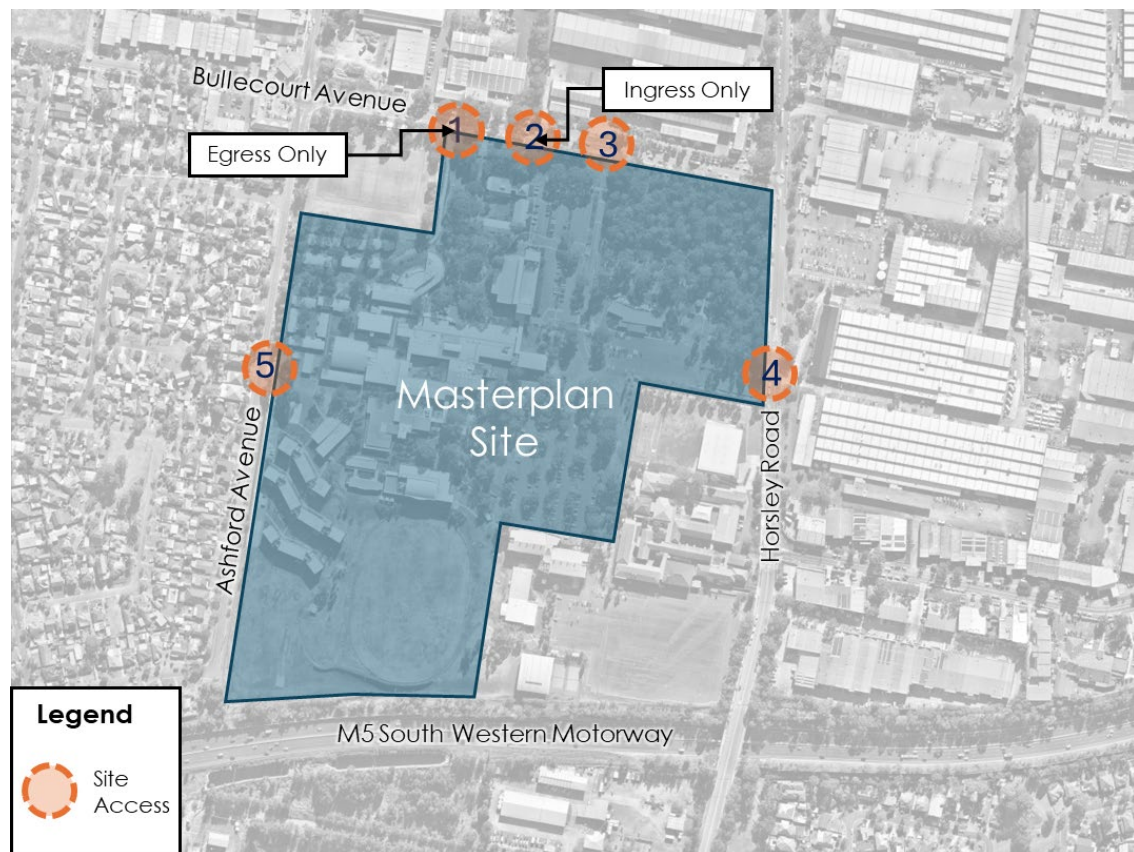 Bullecourt Avenue
Ingress Only
Egress Only
1
2
3
4
5
Masterplan
Site
Ashford Avenue
Horsley Road
M5 South Western Motorway
Legend
Site
Access